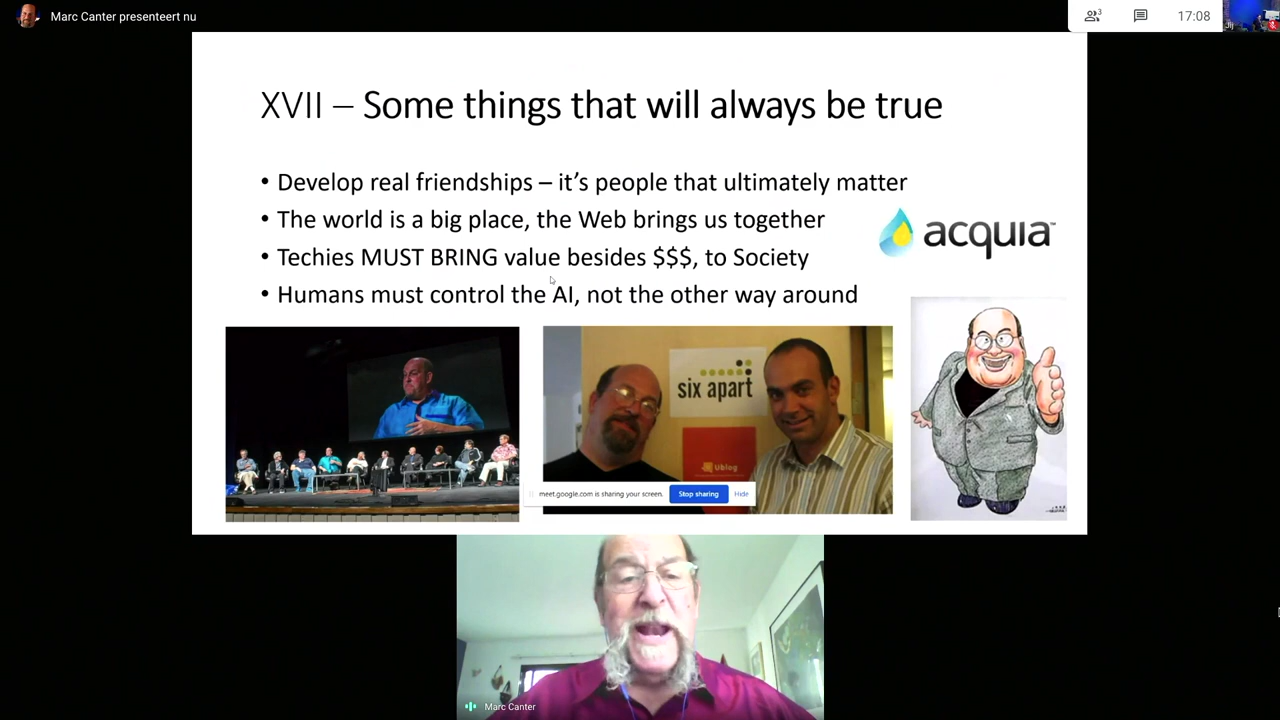 Marc Canter presenteert nu
3
17:08
Jij
XVII – Some things that will always be true
• Develop real friendships – it's people that ultimately matter
• The world is a big place, the Web brings us together
• Techies MUST BRING value besides $$$, to Society
• Humans must control the AI, not the other way around
acquia™
six apart
Ublog
meet.google.com is sharing your screen.
Stop sharing
Hide
Marc Canter